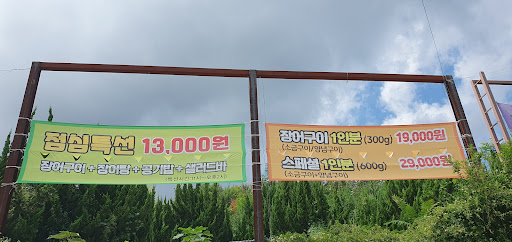 점심특선 13,000원
장어구이 + 장어탕 + 공기밥 + 샐러드바
장어구이 1인분 (300g) 19,000원
(소금구이/양념구이)
스페셜 1인분 (600g) 29,000원
(소금구이+양념구이)